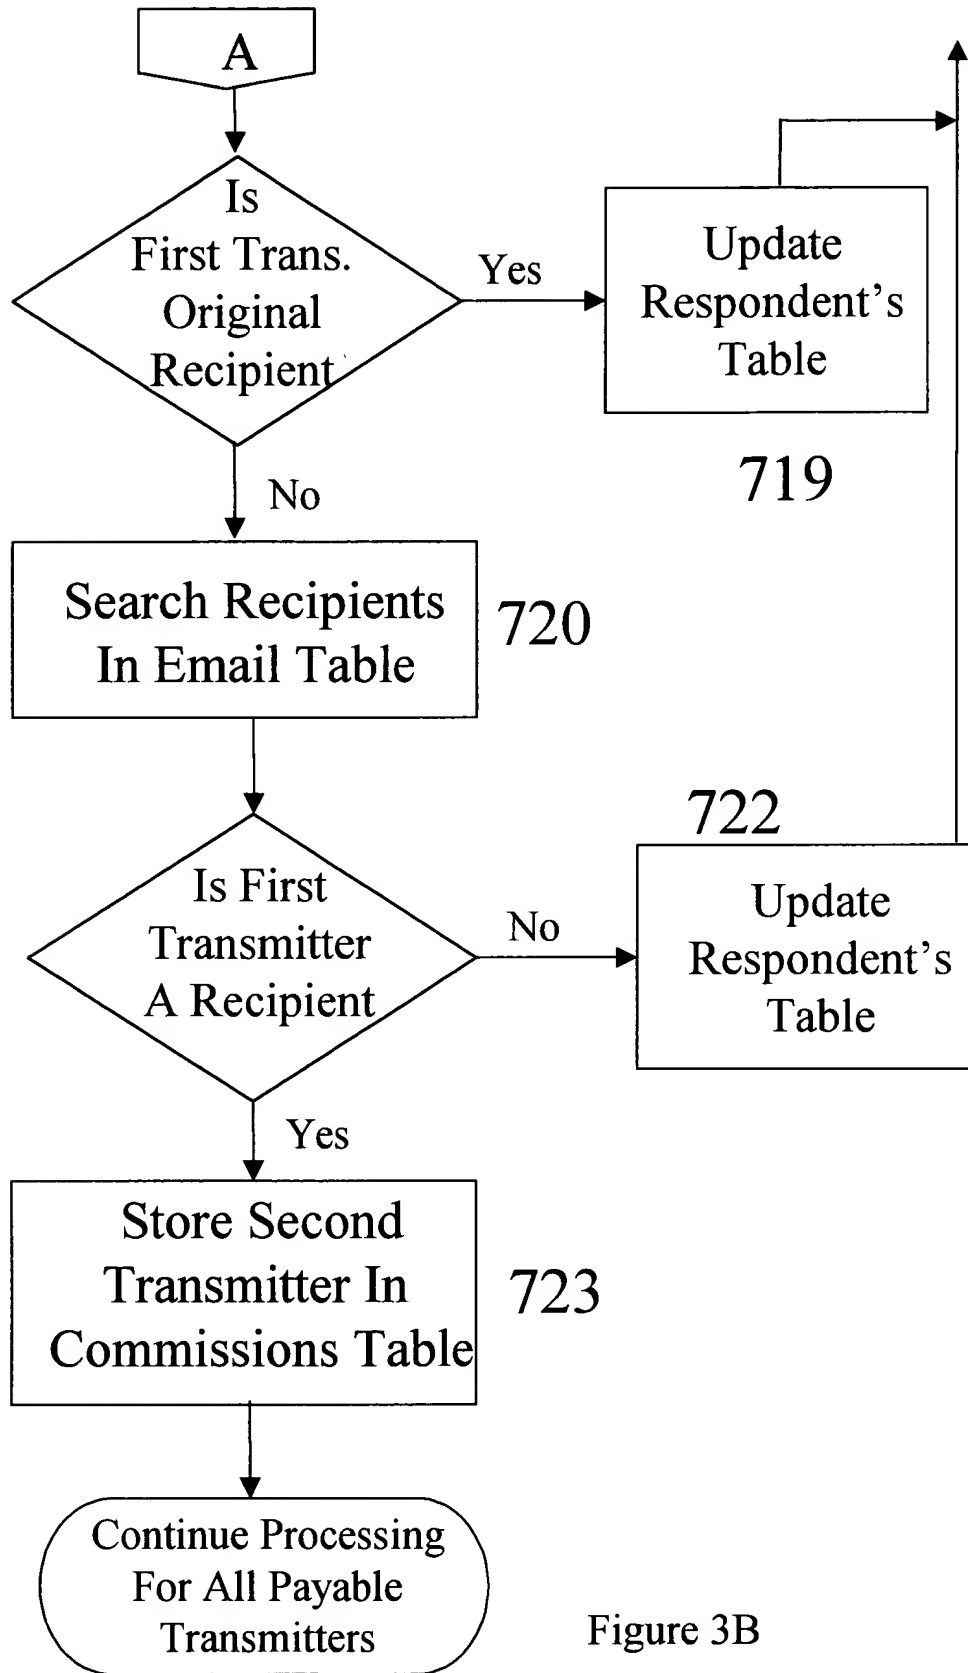 A
Is
First Trans.
Original
Recipient
Yes
Update
Respondent's
Table
719
No
Search Recipients
In Email Table
720
722
Is First
Transmitter
A Recipient
No
Update
Respondent's
Table
Yes
Store Second
Transmitter In
Commissions Table
723
Continue Processing
For All Payable
Transmitters
Figure 3B